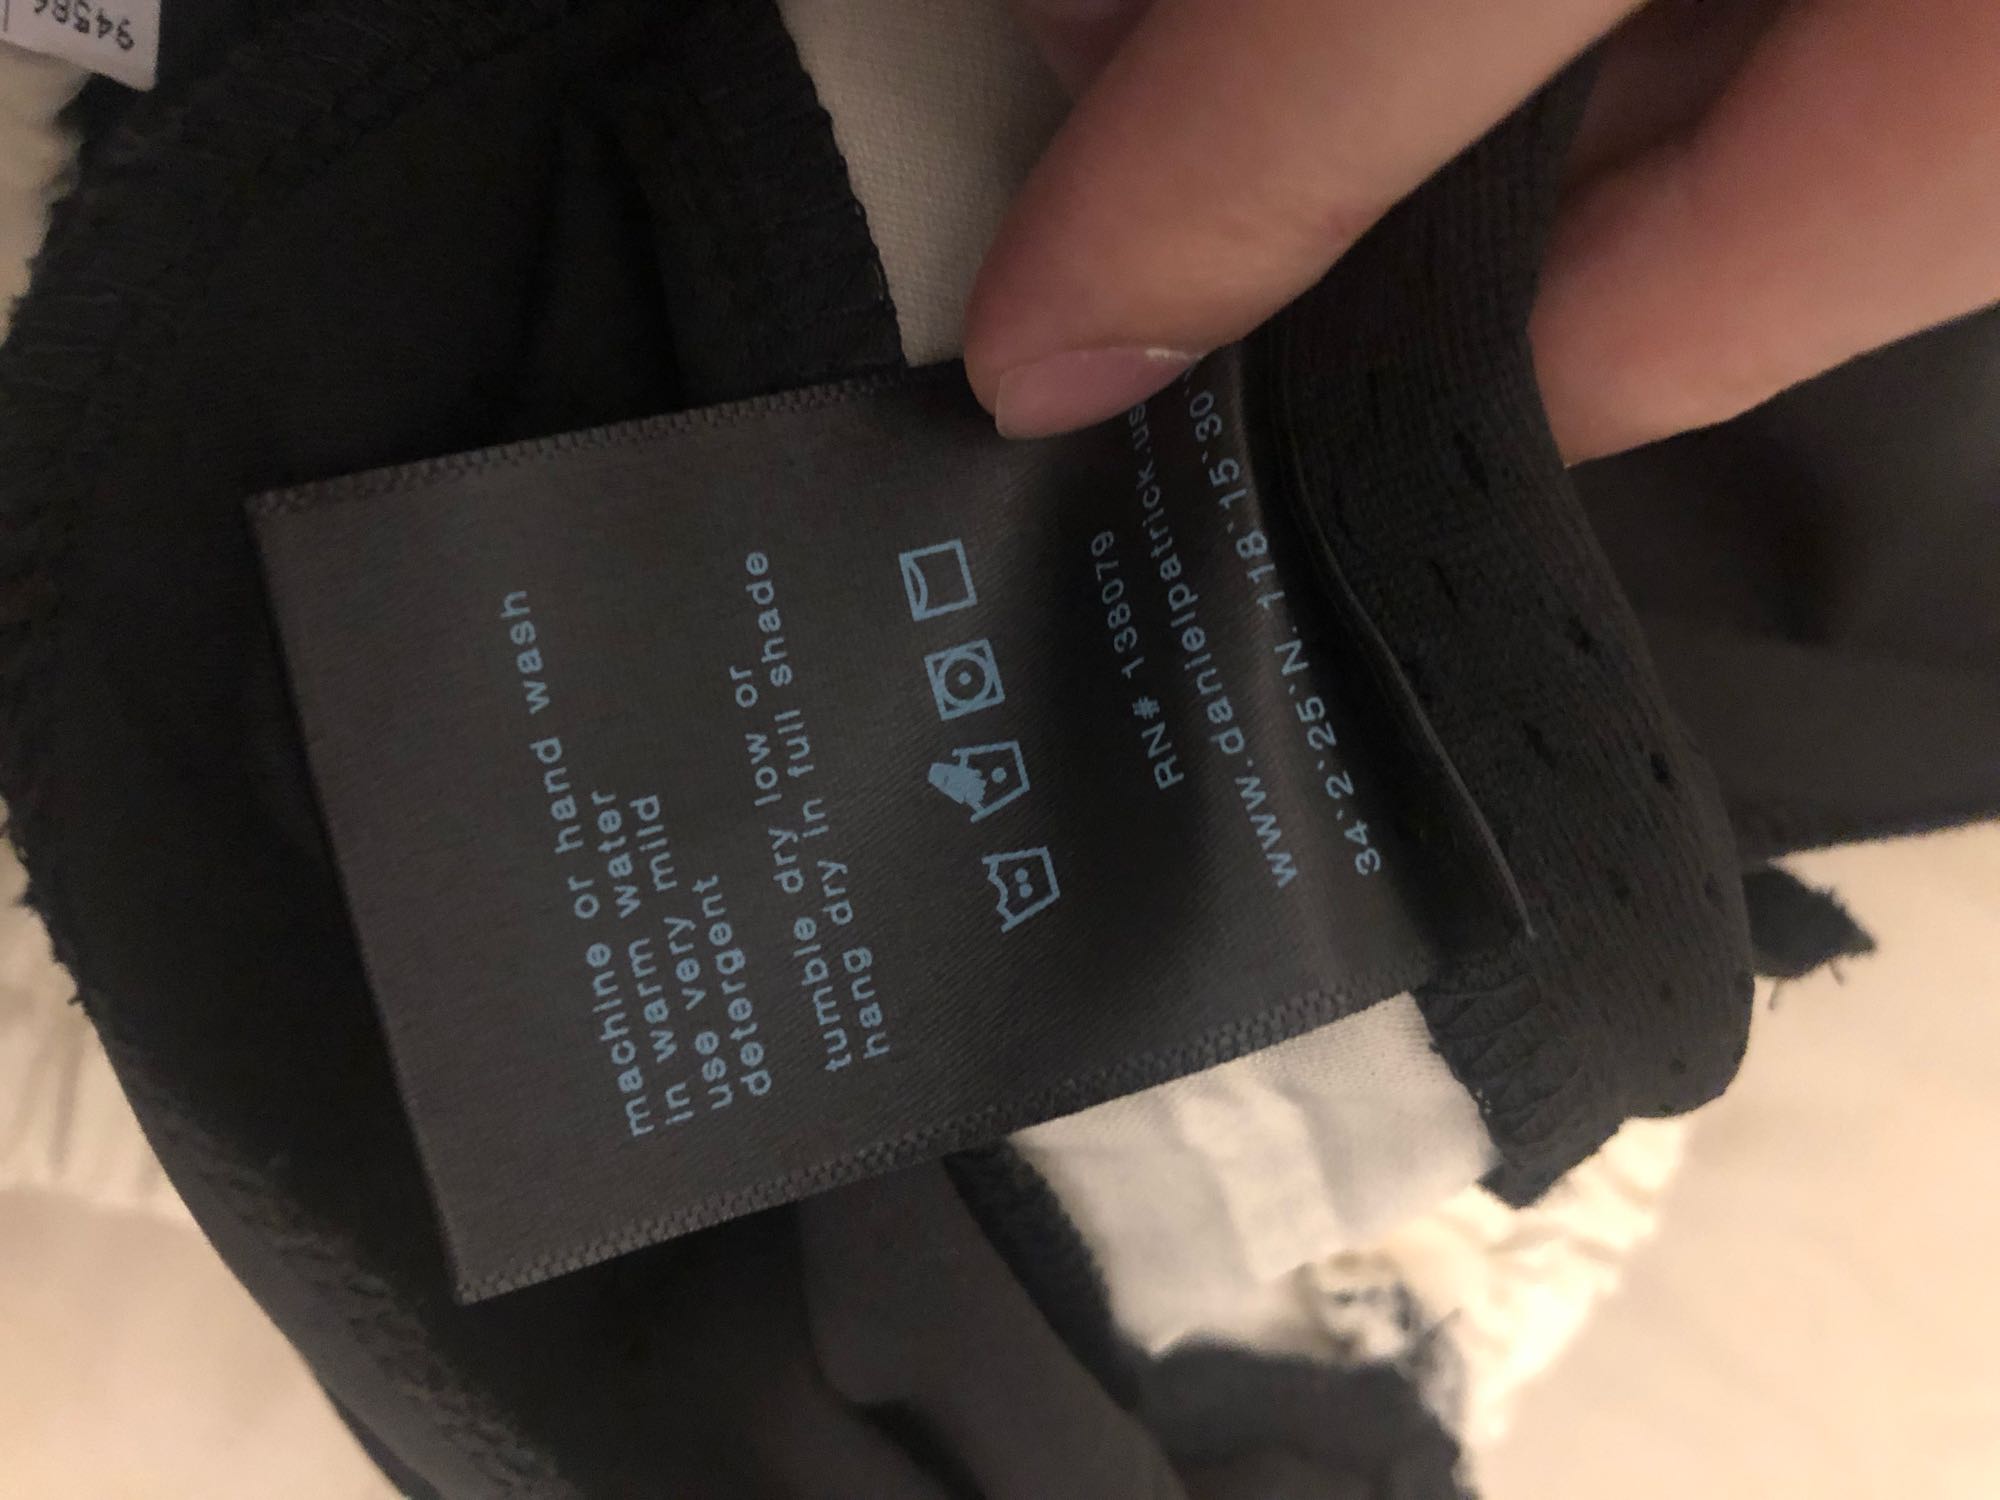 machine or hand wash
in warm water
use very mild
detergent
tumble dry low or
hang dry in full shade
RN# 138079
www.danielpatrick.us
34°2'25"N, 118°15'30"
94584